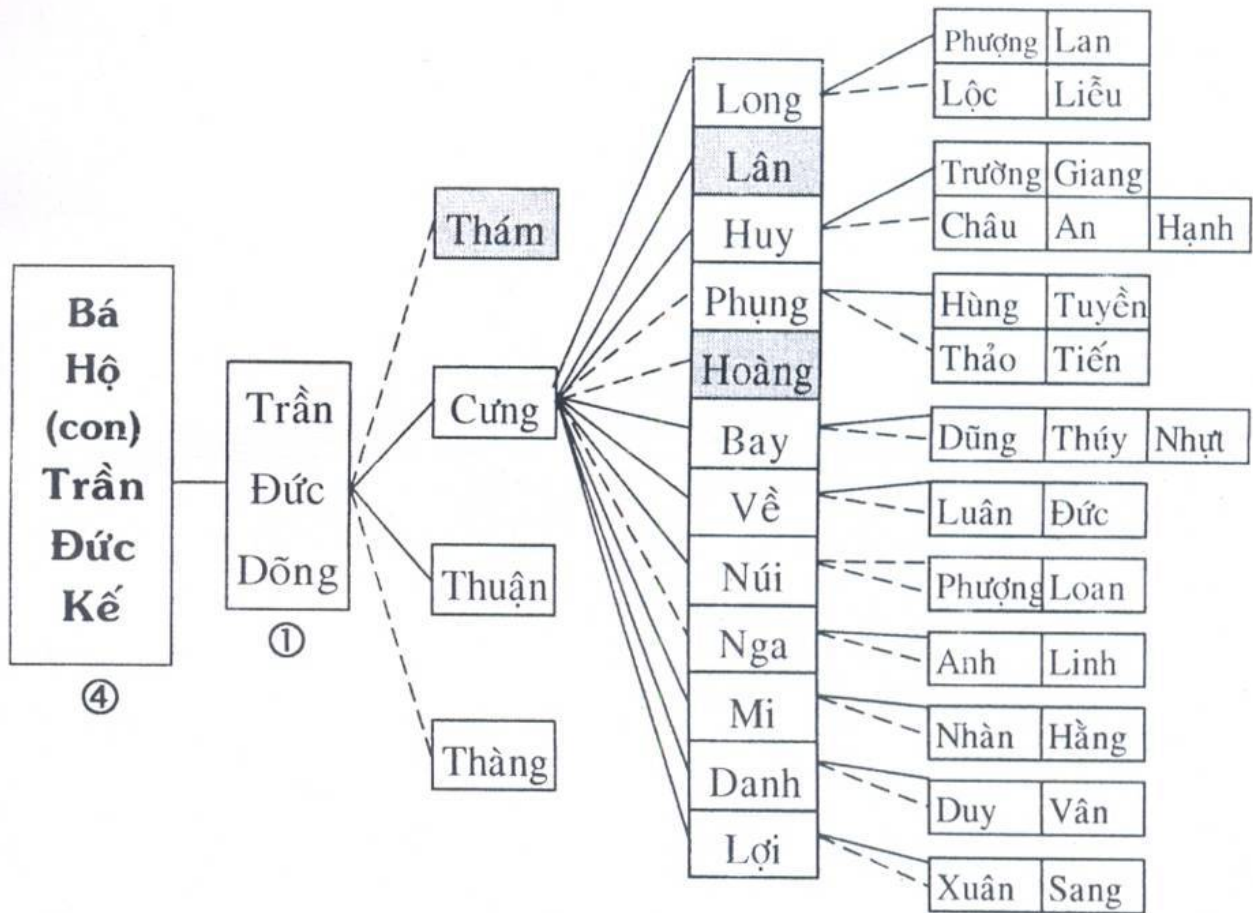 Bá
Hộ
(con)
Trần
Đức
Kế
④
Trần
Đức
Dõng
①
Thám
Cưng
Thuận
Thàng
Long
Lân
Huy
Phụng
Hoàng
Bay
Về
Núi
Nga
Mi
Danh
Lợi
Phượng Lan
Lộc Liễu
Trường Giang
Châu An Hạnh
Hùng Tuyền
Thảo Tiến
Dũng Thúy Nhựt
Luân Đức
Phượng Loan
Anh Linh
Nhàn Hằng
Duy Vân
Xuân Sang